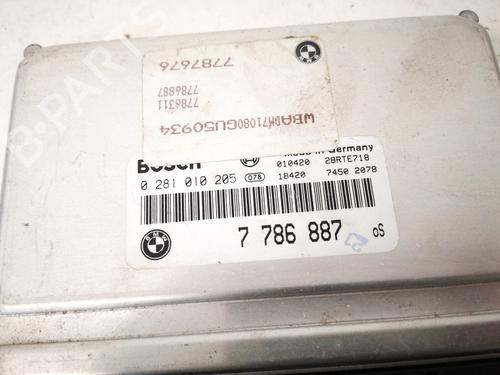 7787676
7786887
7786311
WBADM71080GU50934
BOSCH
Made in Germany
010420 28RTE718
0 281 010 205 078 18420 7450 2078
7 786 887 oS
BMW
B-PARTS